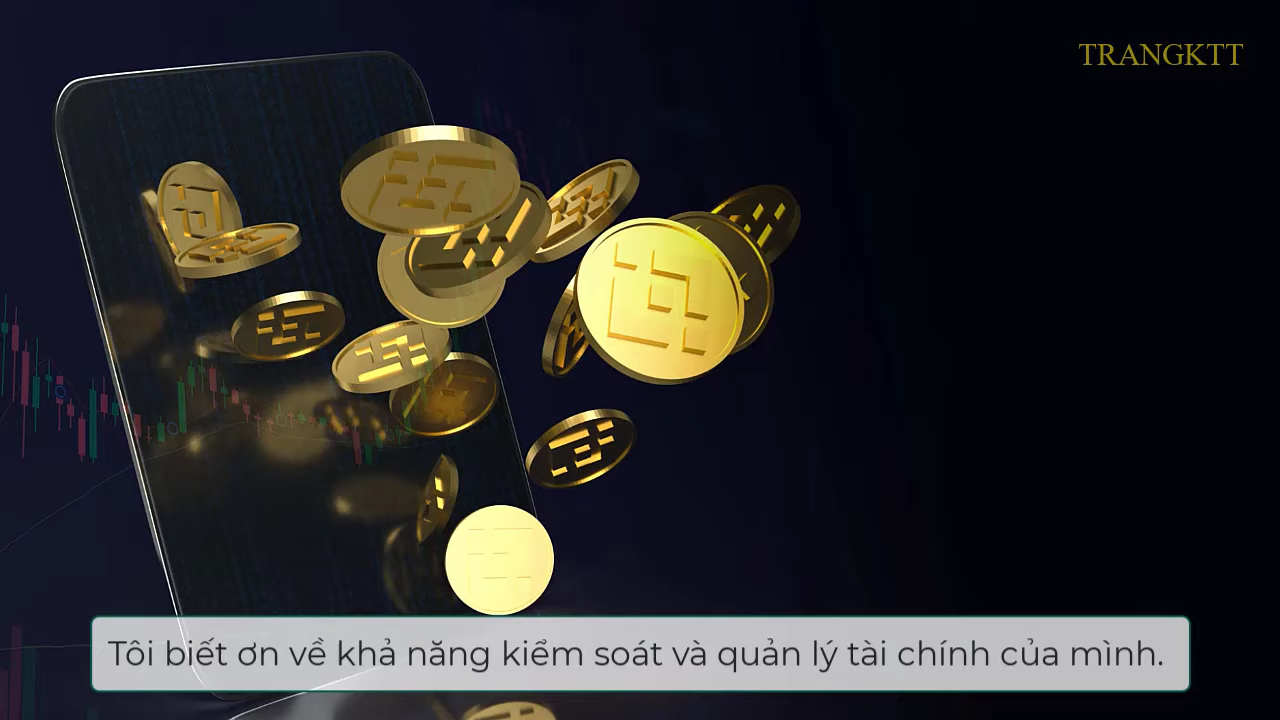 TRANGKTT
Tôi biết ơn về khả năng kiểm soát và quản lý tài chính của mình.